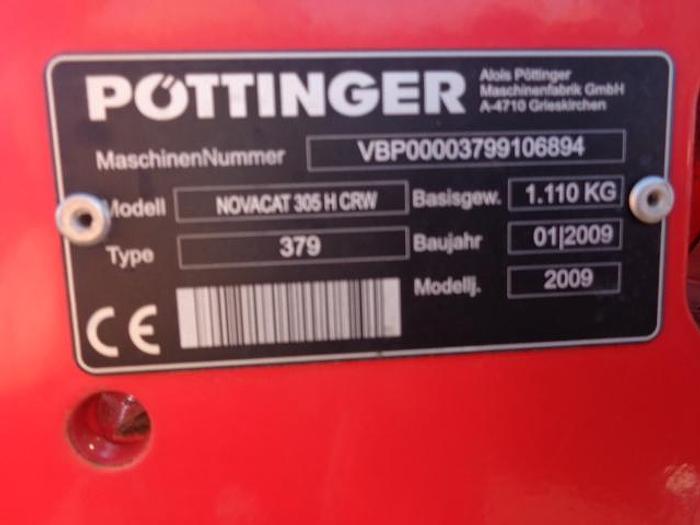 PÖTTINGER
Alois Pöttinger
Maschinenfabrik GmbH
A-4710 Grieskirchen
MaschinenNummer VBP00003799106894
Modell NOVACAT 305 H CRW Basisgew. 1.110 KG
Type 379 Baujahr 01|2009
Modellj. 2009
CE